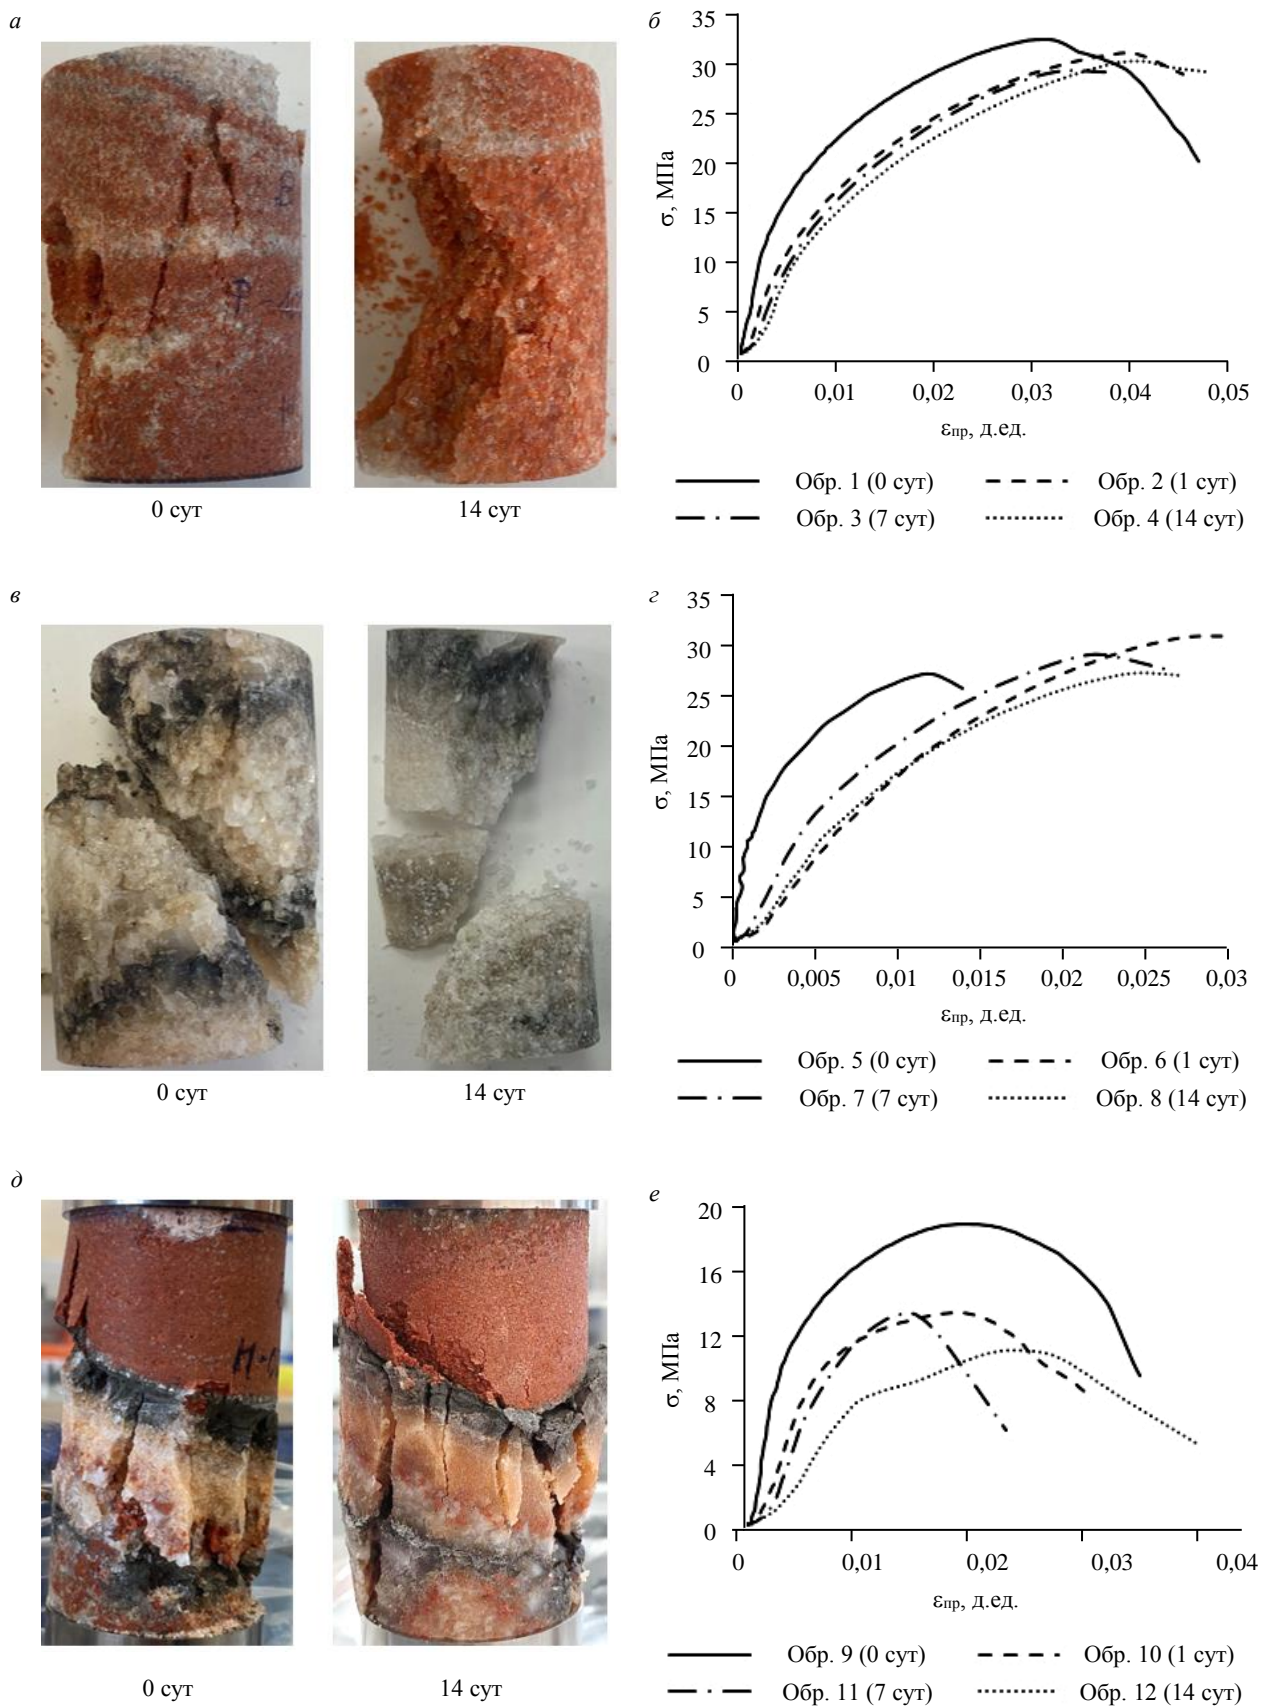 а
б
35
30
25
20
15
10
5
0
σ, МПа
0 0,01 0,02 0,03 0,04 0,05
εпр, д.ед.
0 сут
14 сут
Обр. 1 (0 сут) Обр. 2 (1 сут)
Обр. 3 (7 сут) Обр. 4 (14 сут)
в
г
35
30
25
20
15
10
5
0
σ, МПа
0 0,005 0,01 0,015 0,02 0,025 0,03
εпр, д.ед.
0 сут
14 сут
Обр. 5 (0 сут) Обр. 6 (1 сут)
Обр. 7 (7 сут) Обр. 8 (14 сут)
д
е
20
16
12
8
4
0
σ, МПа
0 0,01 0,02 0,03 0,04
εпр, д.ед.
0 сут
14 сут
Обр. 9 (0 сут) Обр. 10 (1 сут)
Обр. 11 (7 сут) Обр. 12 (14 сут)